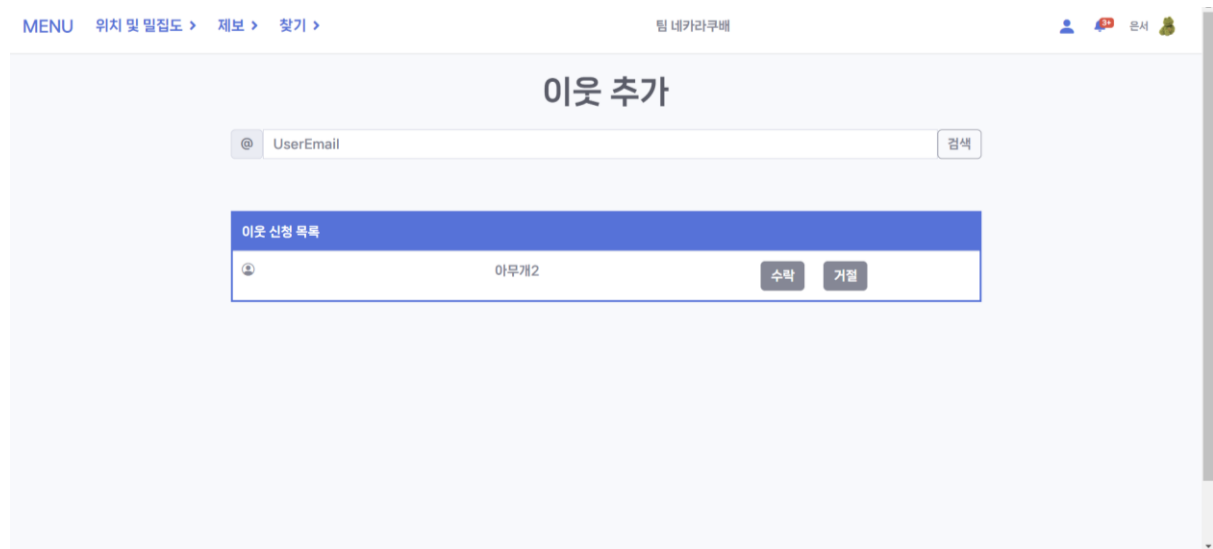 MENU 위치 및 밀집도 > 제보 > 찾기 > 팀 네카라쿠배 3+ 은서
이웃 추가
@ UserEmail 검색
이웃 신청 목록
아무개2 수락 거절